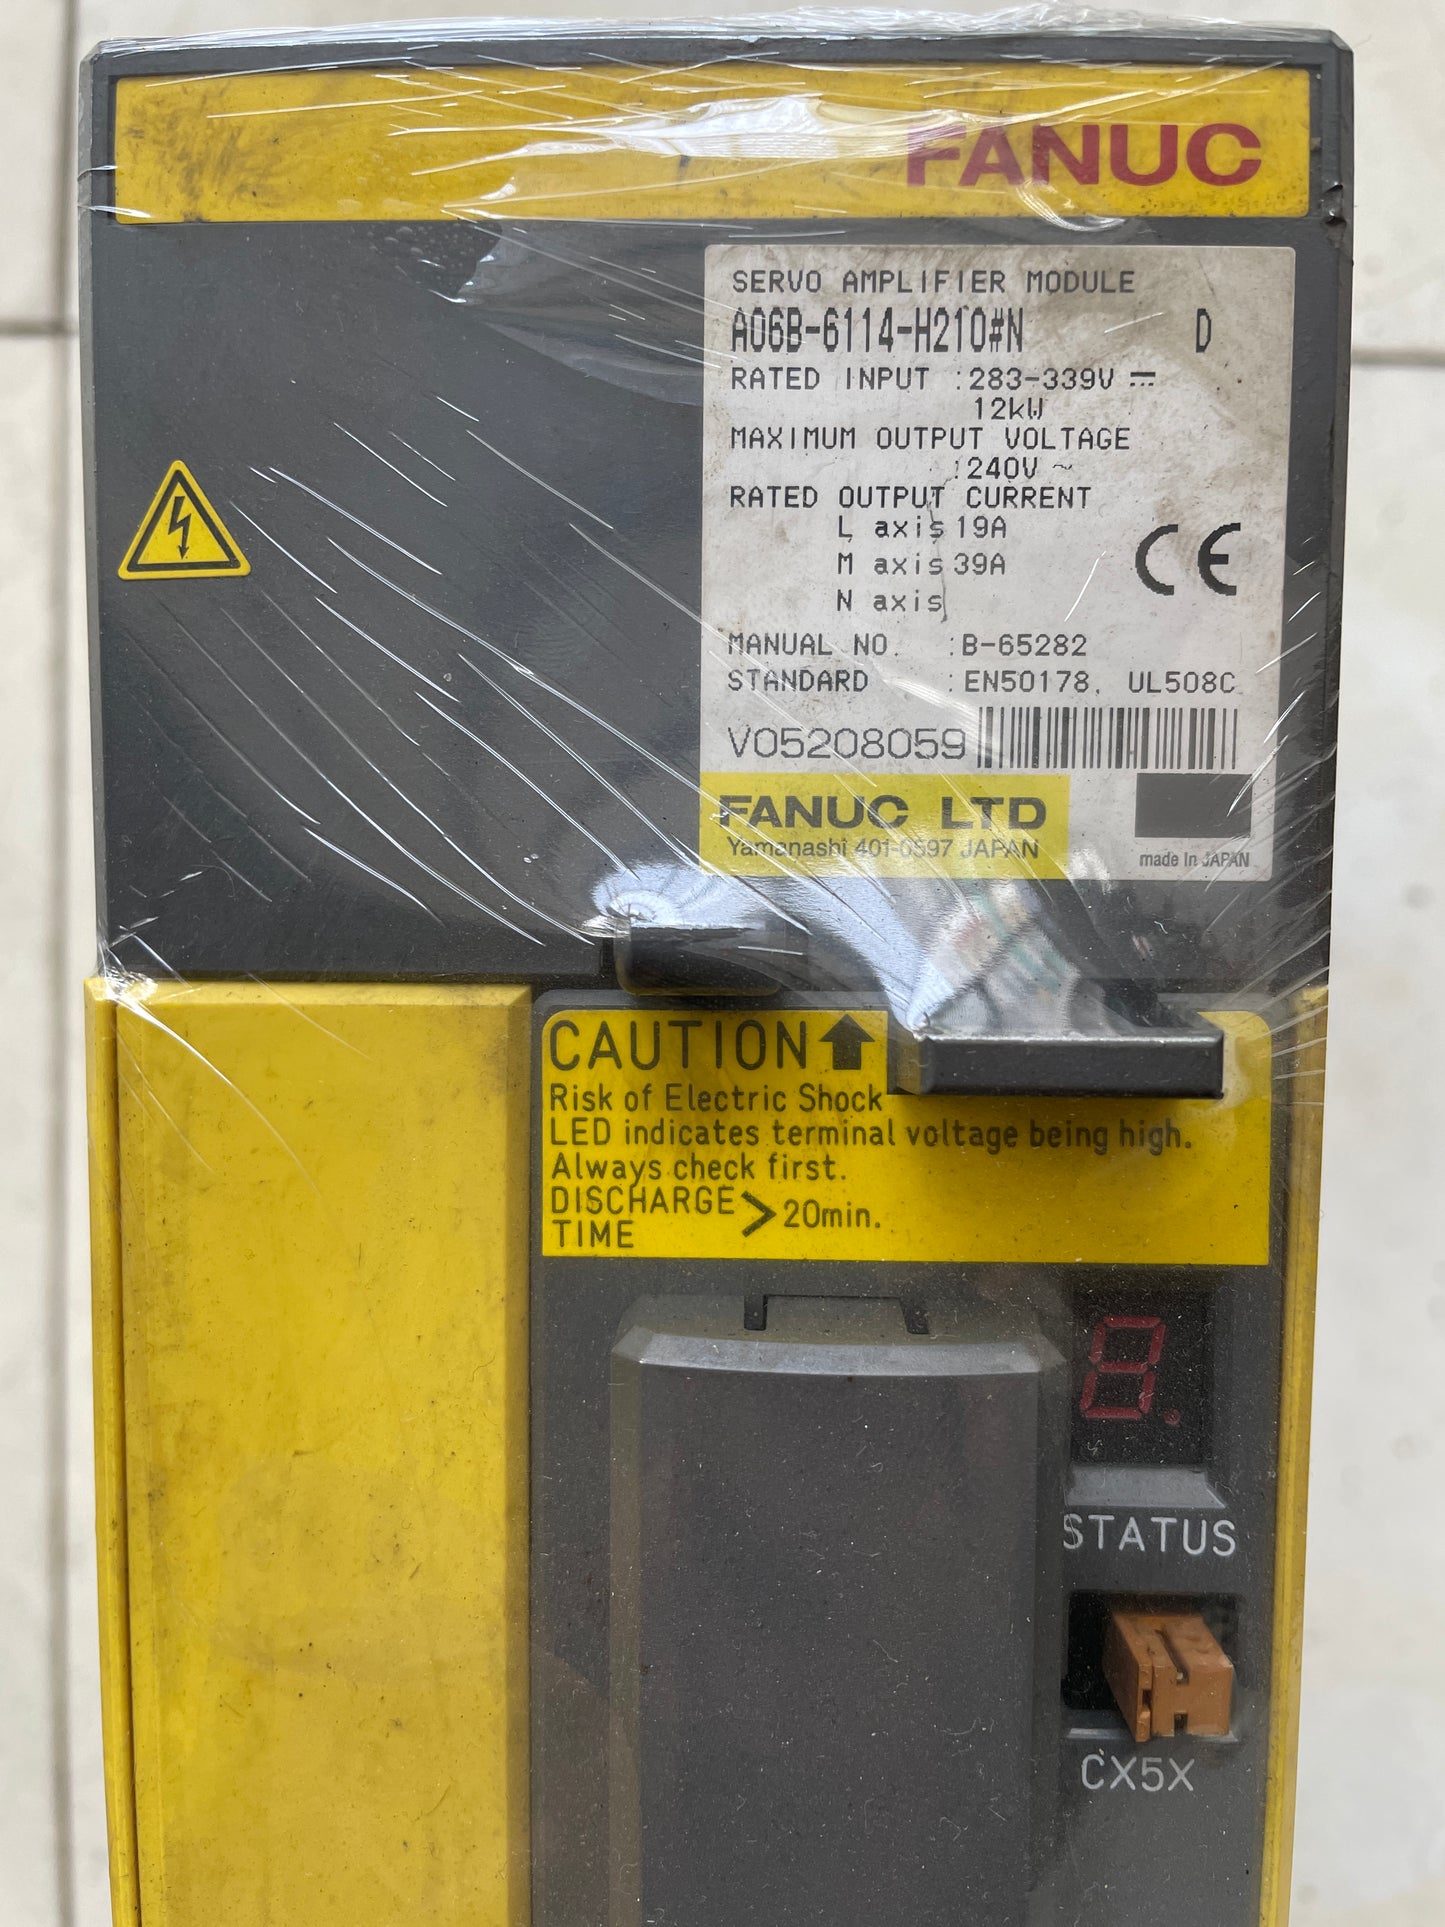 FANUC
SERVO AMPLIFIER MODULE
A06B-6114-H210#N D
RATED INPUT :283-339V ⎓
12kW
MAXIMUM OUTPUT VOLTAGE
:240V ~
RATED OUTPUT CURRENT
L axis 19A
M axis 39A
N axis
CE
MANUAL NO. :B-65282
STANDARD :EN50178, UL508C
V05208059
FANUC LTD
Yamanashi 401-0597 JAPAN
made In JAPAN
CAUTION
Risk of Electric Shock
LED indicates terminal voltage being high.
Always check first.
DISCHARGE
TIME > 20min.
8.
STATUS
CX5X